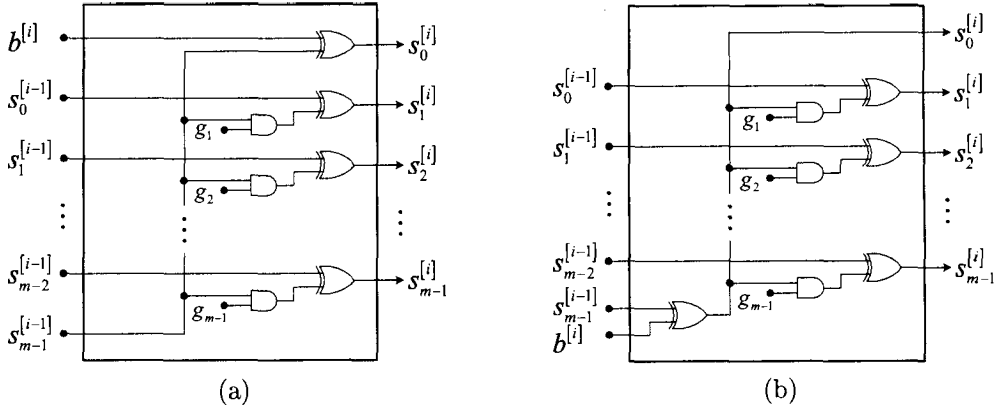 b^[i]
s_0^[i]
s_0^[i-1]
s_1^[i]
g_1
s_1^[i-1]
s_2^[i]
g_2
s_{m-2}^[i-1]
s_{m-1}^[i]
g_{m-1}
s_{m-1}^[i-1]
(a)
s_0^[i]
s_0^[i-1]
s_1^[i]
g_1
s_1^[i-1]
s_2^[i]
g_2
s_{m-2}^[i-1]
s_{m-1}^[i]
s_{m-1}^[i-1]
g_{m-1}
b^[i]
(b)